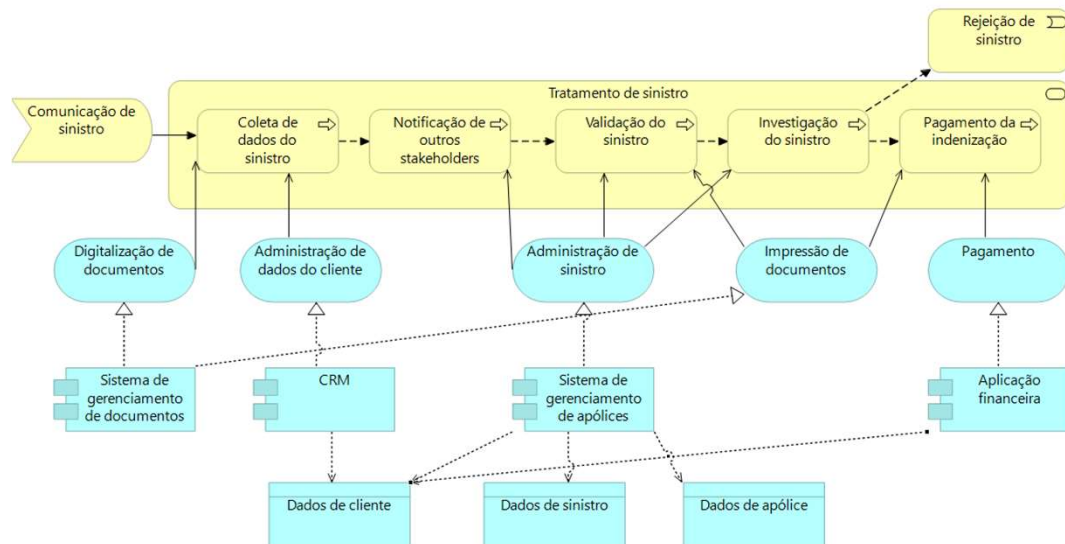 Rejeição de
sinistro
Tratamento de sinistro
Comunicação de
sinistro
Coleta de
dados do
sinistro
Notificação de
outros
stakeholders
Validação do
sinistro
Investigação
do sinistro
Pagamento da
indenização
Digitalização de
documentos
Administração de
dados do cliente
Administração de
sinistro
Impressão de
documentos
Pagamento
Sistema de
gerenciamento
de documentos
CRM
Sistema de
gerenciamento
de apólices
Aplicação
financeira
Dados de cliente
Dados de sinistro
Dados de apólice